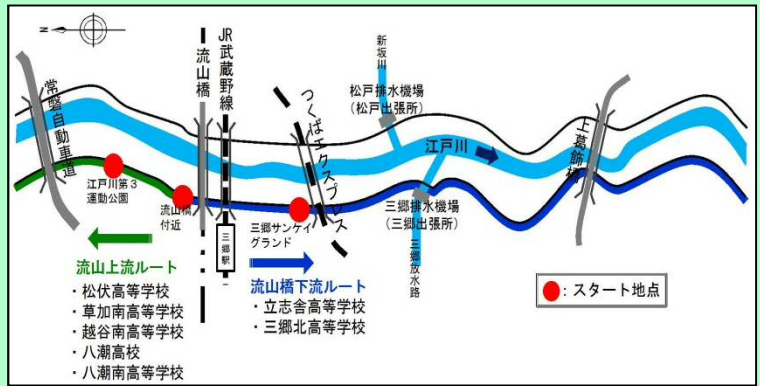 N
常磐自動車道
流山橋
JR武蔵野線
つくばエクスプレス
新坂川
松戸排水機場
（松戸出張所）
江戸川
上葛飾橋
江戸川第３
運動公園
流山橋
付近
三郷駅
三郷サンケイ
グランド
三郷排水機場
（三郷出張所）
三郷放水路
流山上流ルート
・松伏高等学校
・草加南高等学校
・越谷南高等学校
・八潮高校
・八潮南高等学校
流山橋下流ルート
・立志舎高等学校
・三郷北高等学校
：スタート地点